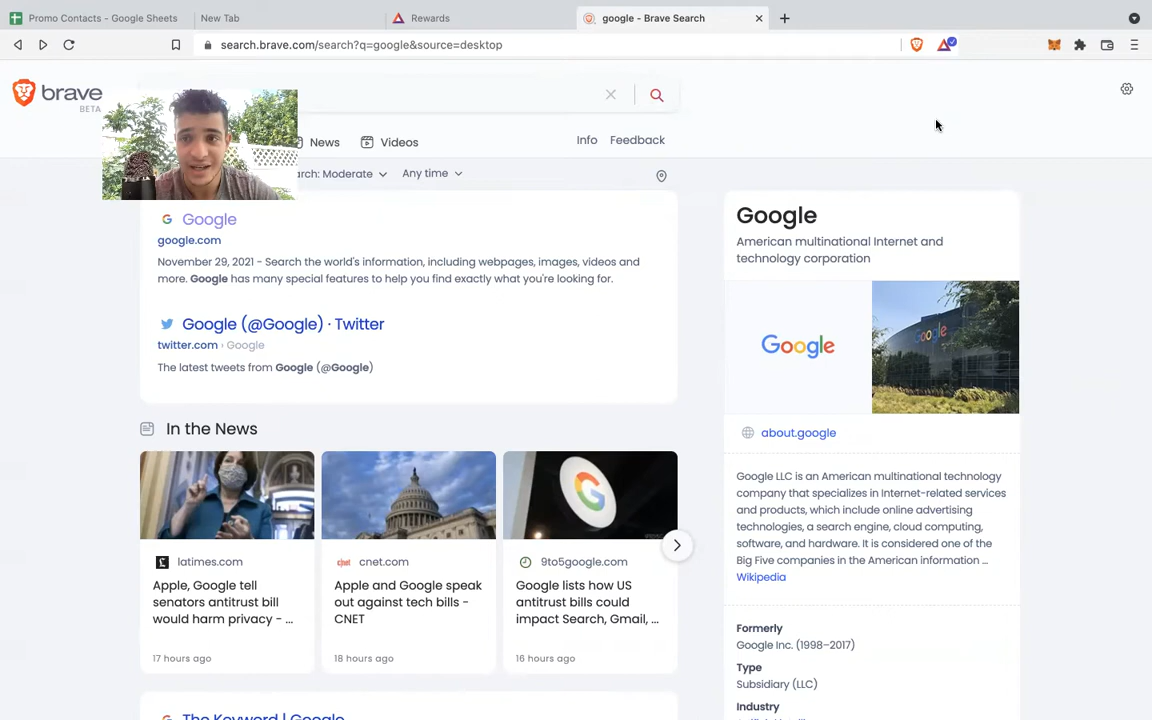 Promo Contacts - Google Sheets
New Tab
Rewards
google - Brave Search
search.brave.com/search?q=google&source=desktop
brave
BETA
News
Videos
Info
Feedback
arch: Moderate
Any time
Google
google.com
November 29, 2021 - Search the world's information, including webpages, images, videos and
more. Google has many special features to help you find exactly what you're looking for.
Google (@Google) · Twitter
twitter.com › Google
The latest tweets from Google (@Google)
In the News
latimes.com
Apple, Google tell
senators antitrust bill
would harm privacy - ...
17 hours ago
cnet.com
Apple and Google speak
out against tech bills -
CNET
18 hours ago
9to5google.com
Google lists how US
antitrust bills could
impact Search, Gmail, ...
16 hours ago
The Keyword | Google
Google
American multinational Internet and
technology corporation
Google
Google
about.google
Google LLC is an American multinational technology
company that specializes in Internet-related services
and products, which include online advertising
technologies, a search engine, cloud computing,
software, and hardware. It is considered one of the
Big Five companies in the American information ...
Wikipedia
Formerly
Google Inc. (1998–2017)
Type
Subsidiary (LLC)
Industry